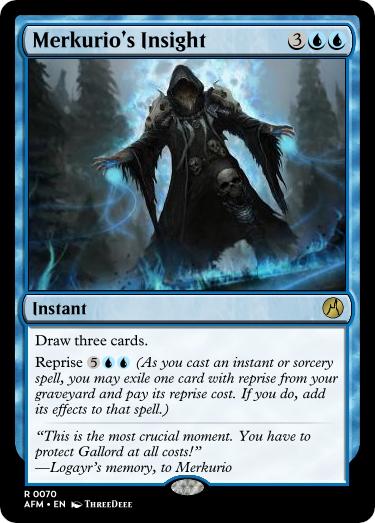 Merkurio's Insight 3
Instant
Draw three cards.
Reprise 5 (As you cast an instant or sorcery
spell, you may exile one card with reprise from your
graveyard and pay its reprise cost. If you do, add
its effects to that spell.)
"This is the most crucial moment. You have to
protect Gallord at all costs!"
—Logayr's memory, to Merkurio
R 0070
AFM • EN ThreeDeee